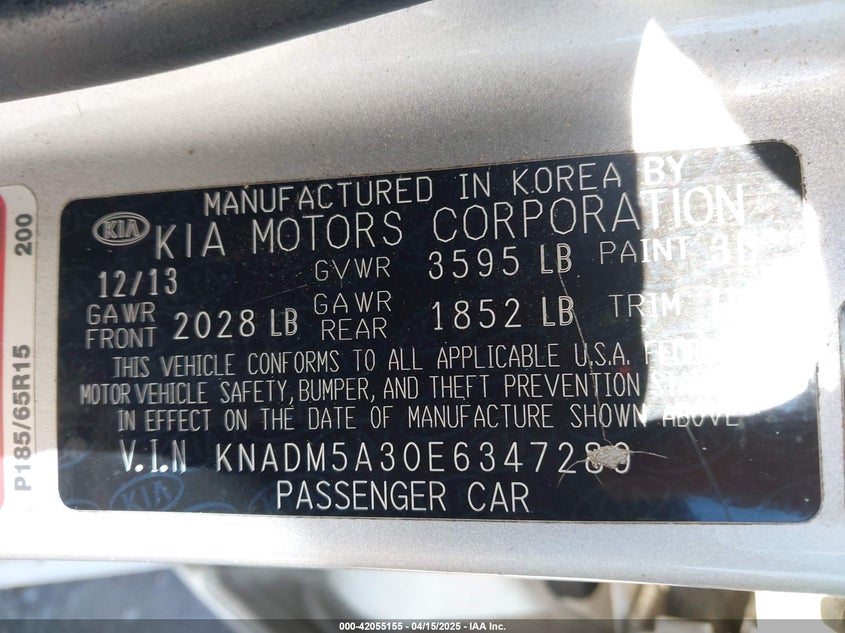 MANUFACTURED IN KOREA BY
KIA KIA MOTORS CORPORATION
12/13 GVWR 3595 LB PAINT
GAWR FRONT 2028 LB GAWR REAR 1852 LB TRIM
THIS VEHICLE CONFORMS TO ALL APPLICABLE U.S.A.
MOTOR VEHICLE SAFETY, BUMPER, AND THEFT PREVENTION
IN EFFECT ON THE DATE OF MANUFACTURE SHOWN ABOVE
V.I.N KNADM5A30E6347289
PASSENGER CAR
KIA
P185/65R15 200
000-42055155 - 04/15/2025 - IAA Inc.